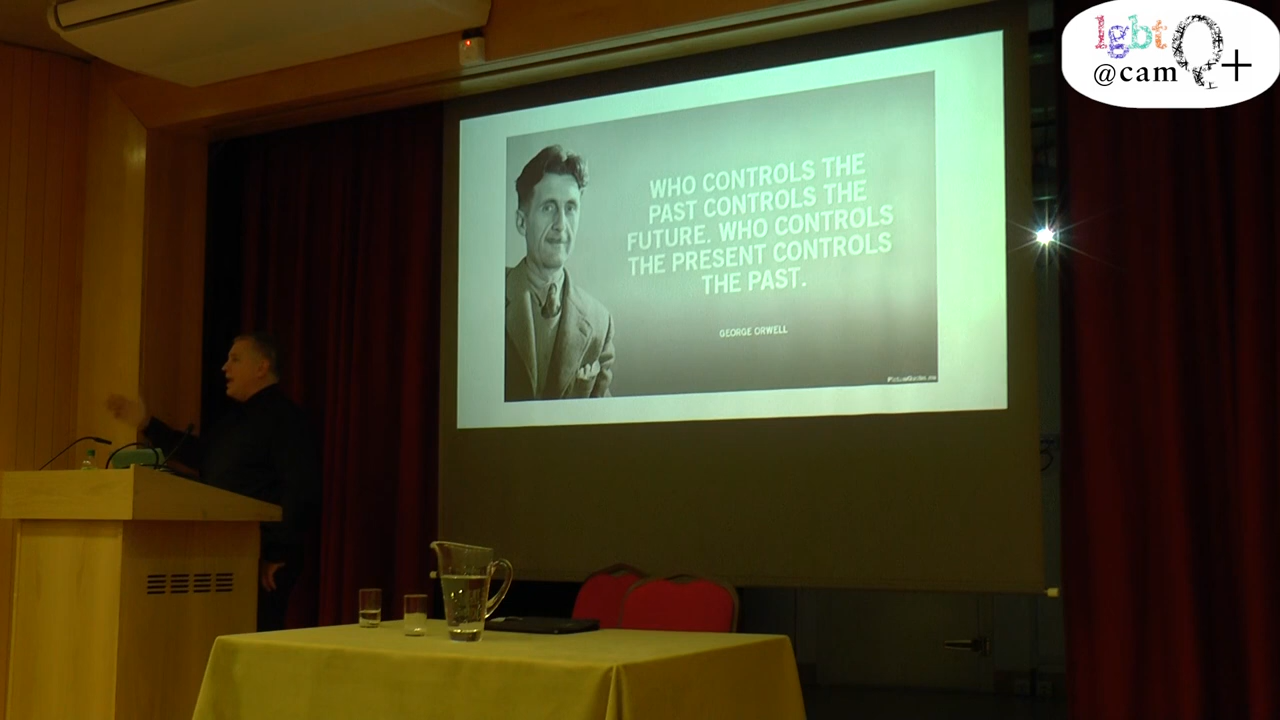 lgbtQ+
@cam
WHO CONTROLS THE
PAST CONTROLS THE
FUTURE. WHO CONTROLS
THE PRESENT CONTROLS
THE PAST.
GEORGE ORWELL